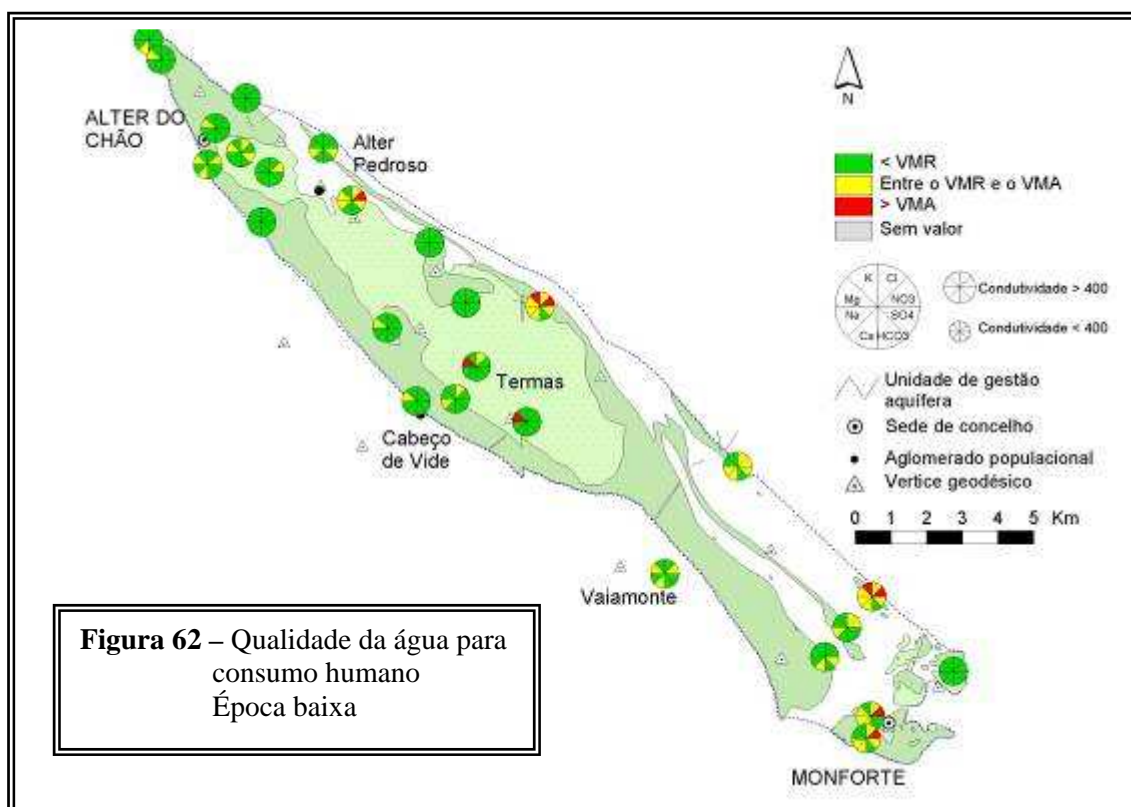 ALTER DO
CHÃO
Alter
Pedroso
Termas
Cabeço
de Vide
Vaiamonte
MONFORTE
N
< VMR
Entre o VMR e o VMA
> VMA
Sem valor
K Cl
Mg NO3
Na SO4
Ca HCO3
Condutividade > 400
Condutividade < 400
Unidade de gestão
aquífera
Sede de concelho
Aglomerado populacional
Vertice geodésico
0 1 2 3 4 5 Km
Figura 62 – Qualidade da água para
consumo humano
Época baixa